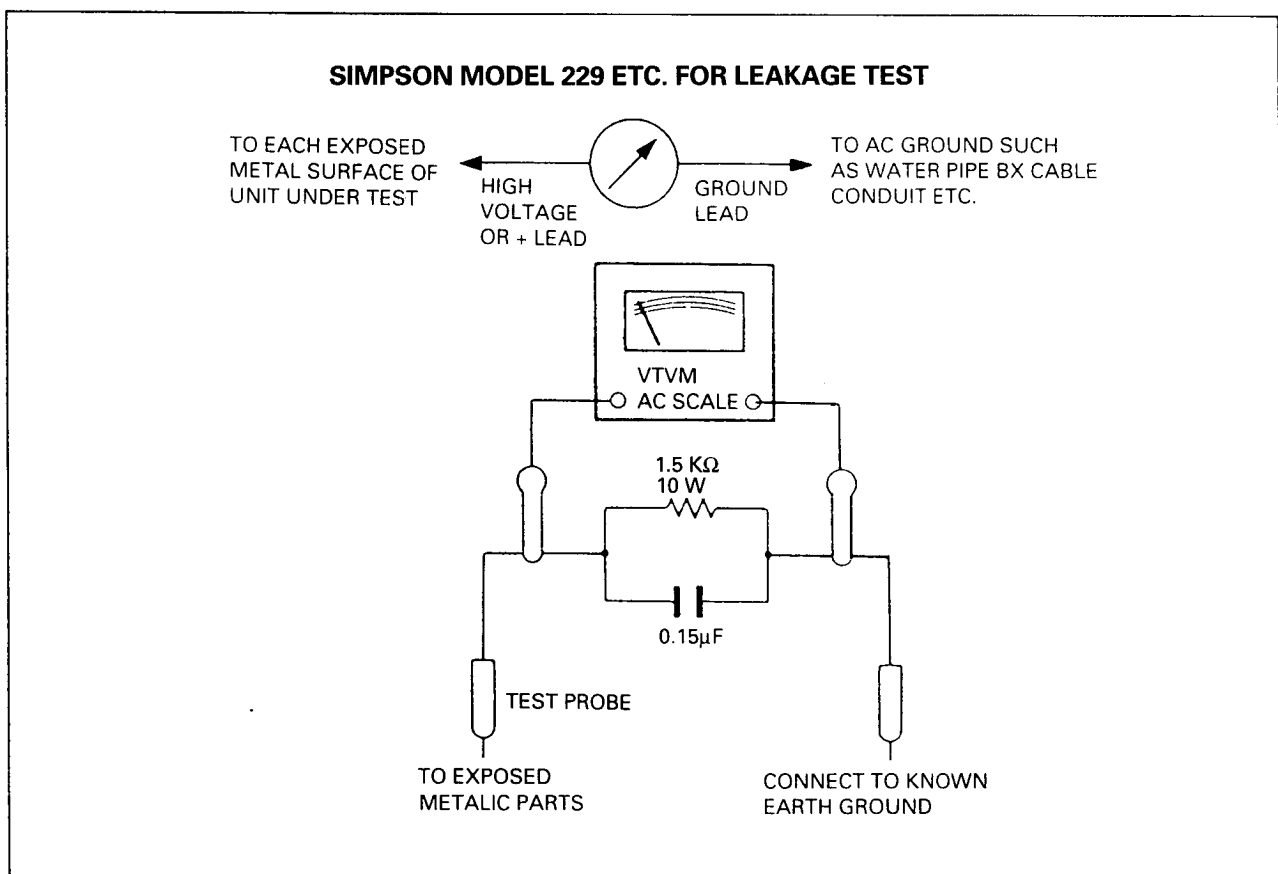 SIMPSON MODEL 229 ETC. FOR LEAKAGE TEST
TO EACH EXPOSED
METAL SURFACE OF
UNIT UNDER TEST
HIGH
VOLTAGE
OR + LEAD
GROUND
LEAD
TO AC GROUND SUCH
AS WATER PIPE BX CABLE
CONDUIT ETC.
VTVM
AC SCALE
1.5 KΩ
10 W
0.15µF
TEST PROBE
TO EXPOSED
METALIC PARTS
CONNECT TO KNOWN
EARTH GROUND